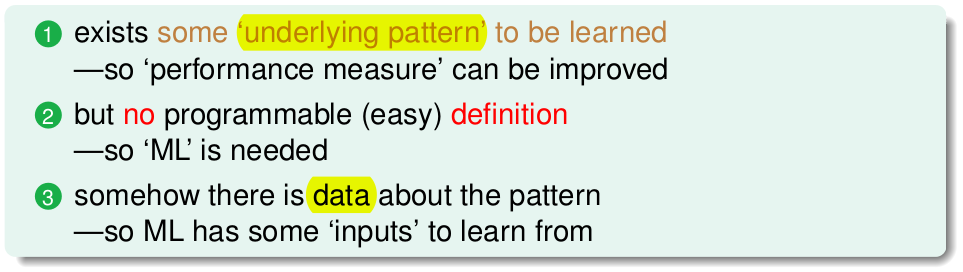 1 exists some ‘underlying pattern’ to be learned
—so ‘performance measure’ can be improved
2 but no programmable (easy) definition
—so ‘ML’ is needed
3 somehow there is data about the pattern
—so ML has some ‘inputs’ to learn from